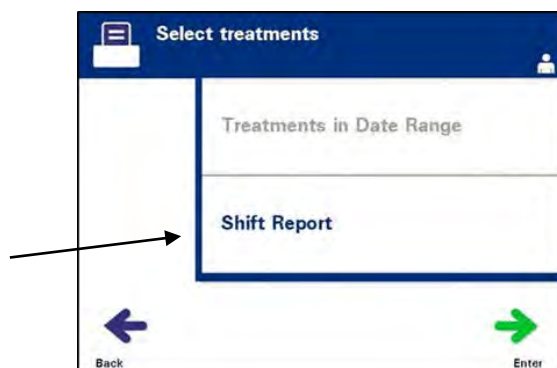 Select treatments
Treatments in Date Range
Shift Report
Back
Enter